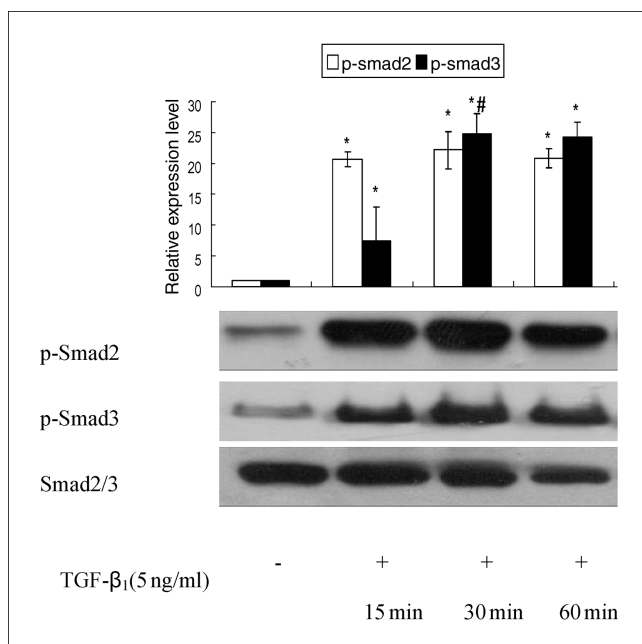 p-smad2 p-smad3
Relative expression level
30
25
20
15
10
5
0
* * * *# * *
p-Smad2
p-Smad3
Smad2/3
TGF-β₁(5 ng/ml) - + + +
15 min 30 min 60 min